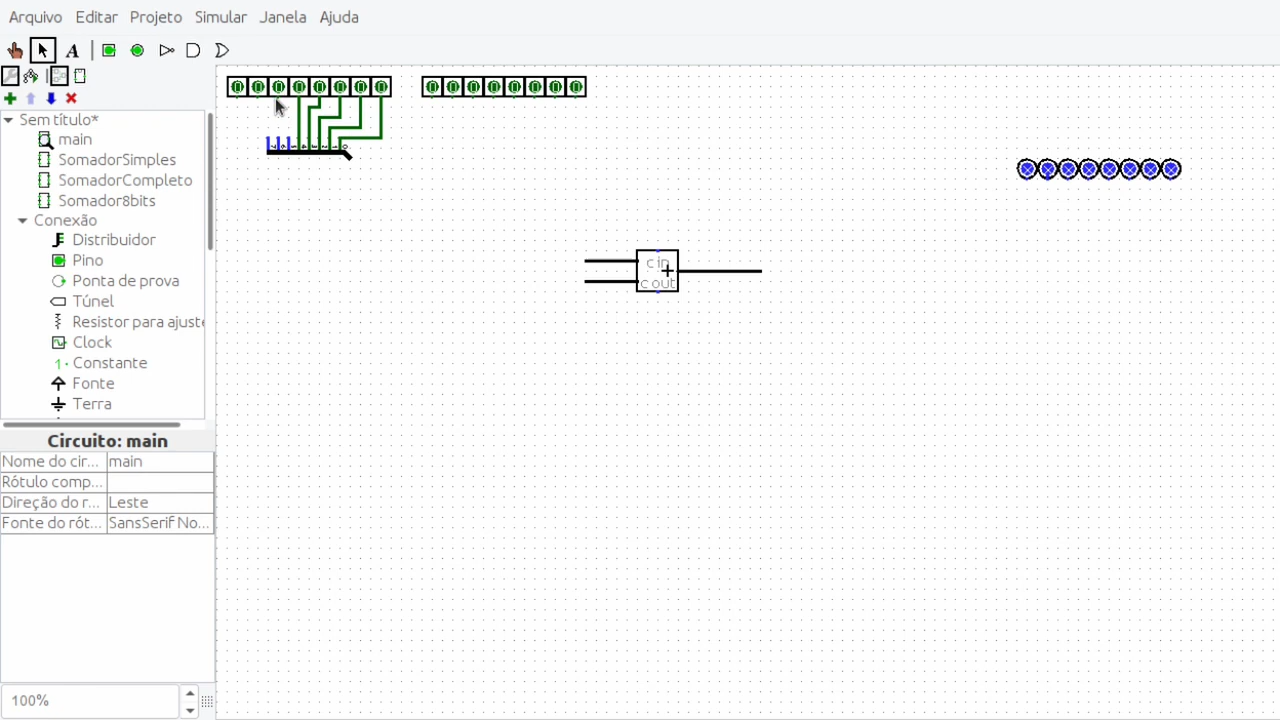 Arquivo Editar Projeto Simular Janela Ajuda
A
Sem título*
main
SomadorSimples
SomadorCompleto
Somador8bits
Conexão
Distribuidor
Pino
Ponta de prova
Túnel
Resistor para ajuste
Clock
1 Constante
Fonte
Terra
Circuito: main
Nome do cir... main
Rótulo comp...
Direção do r... Leste
Fonte do rót... SansSerif No...
100%
c in
+
c out